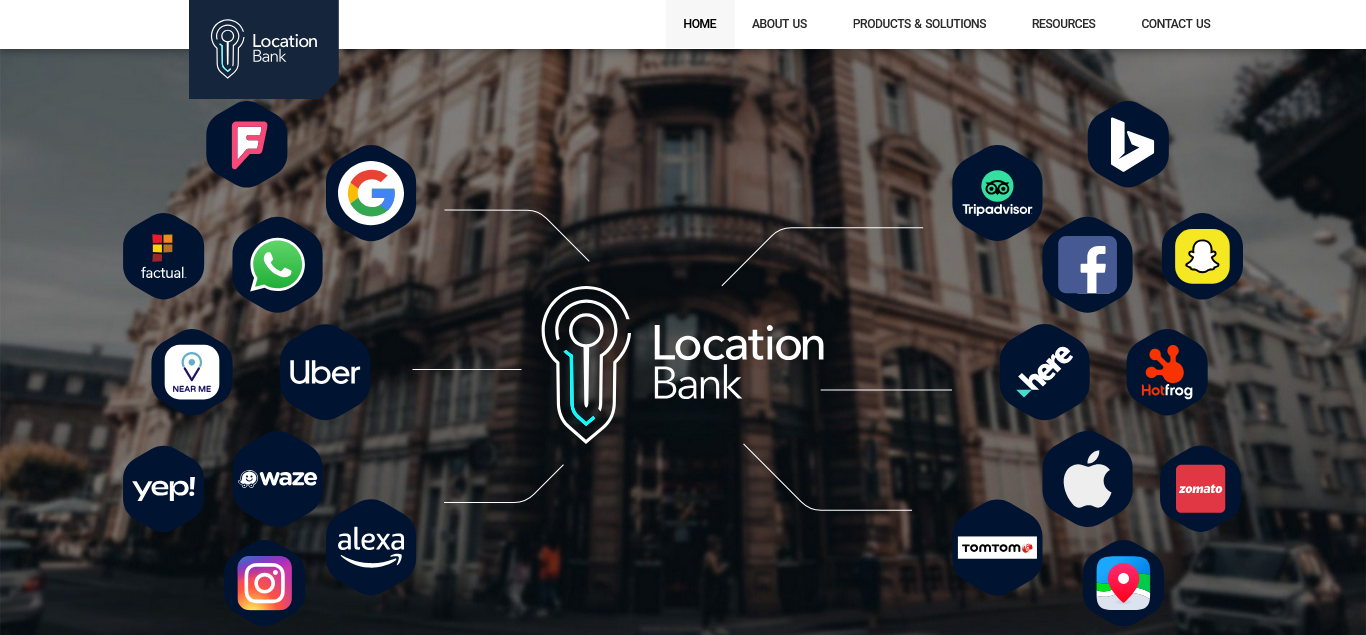 Location
Bank
HOME
ABOUT US
PRODUCTS & SOLUTIONS
RESOURCES
CONTACT US
F
G
Tripadvisor
f
factual.
NEAR ME
Uber
Location
Bank
here
Hotfrog
yep!
waze
zomato
alexa
TOMTOM